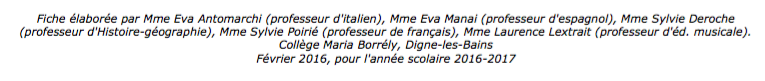 Fiche élaborée par Mme Eva Antomarchi (professeur d'italien), Mme Eva Manai (professeur d'espagnol), Mme Sylvie Deroche
(professeur d'Histoire-géographie), Mme Sylvie Poirié (professeur de français), Mme Laurence Lextrait (professeur d'éd. musicale).
Collège Maria Borrély, Digne-les-Bains
Février 2016, pour l'année scolaire 2016-2017